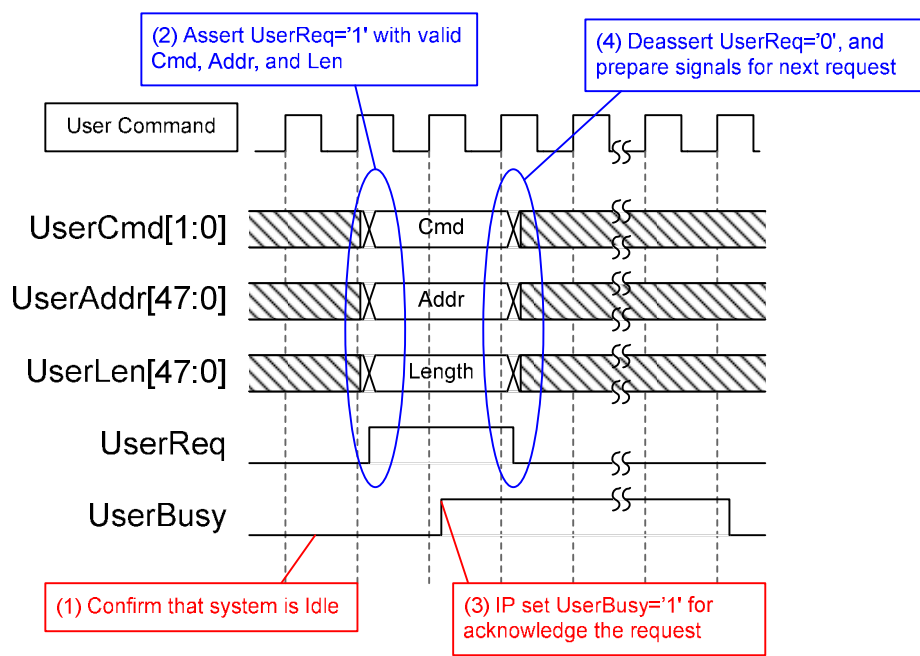 (2) Assert UserReq='1' with valid
Cmd, Addr, and Len
(4) Deassert UserReq='0', and
prepare signals for next request
User Command
UserCmd[1:0]
Cmd
UserAddr[47:0]
Addr
UserLen[47:0]
Length
UserReq
UserBusy
(1) Confirm that system is Idle
(3) IP set UserBusy='1' for
acknowledge the request